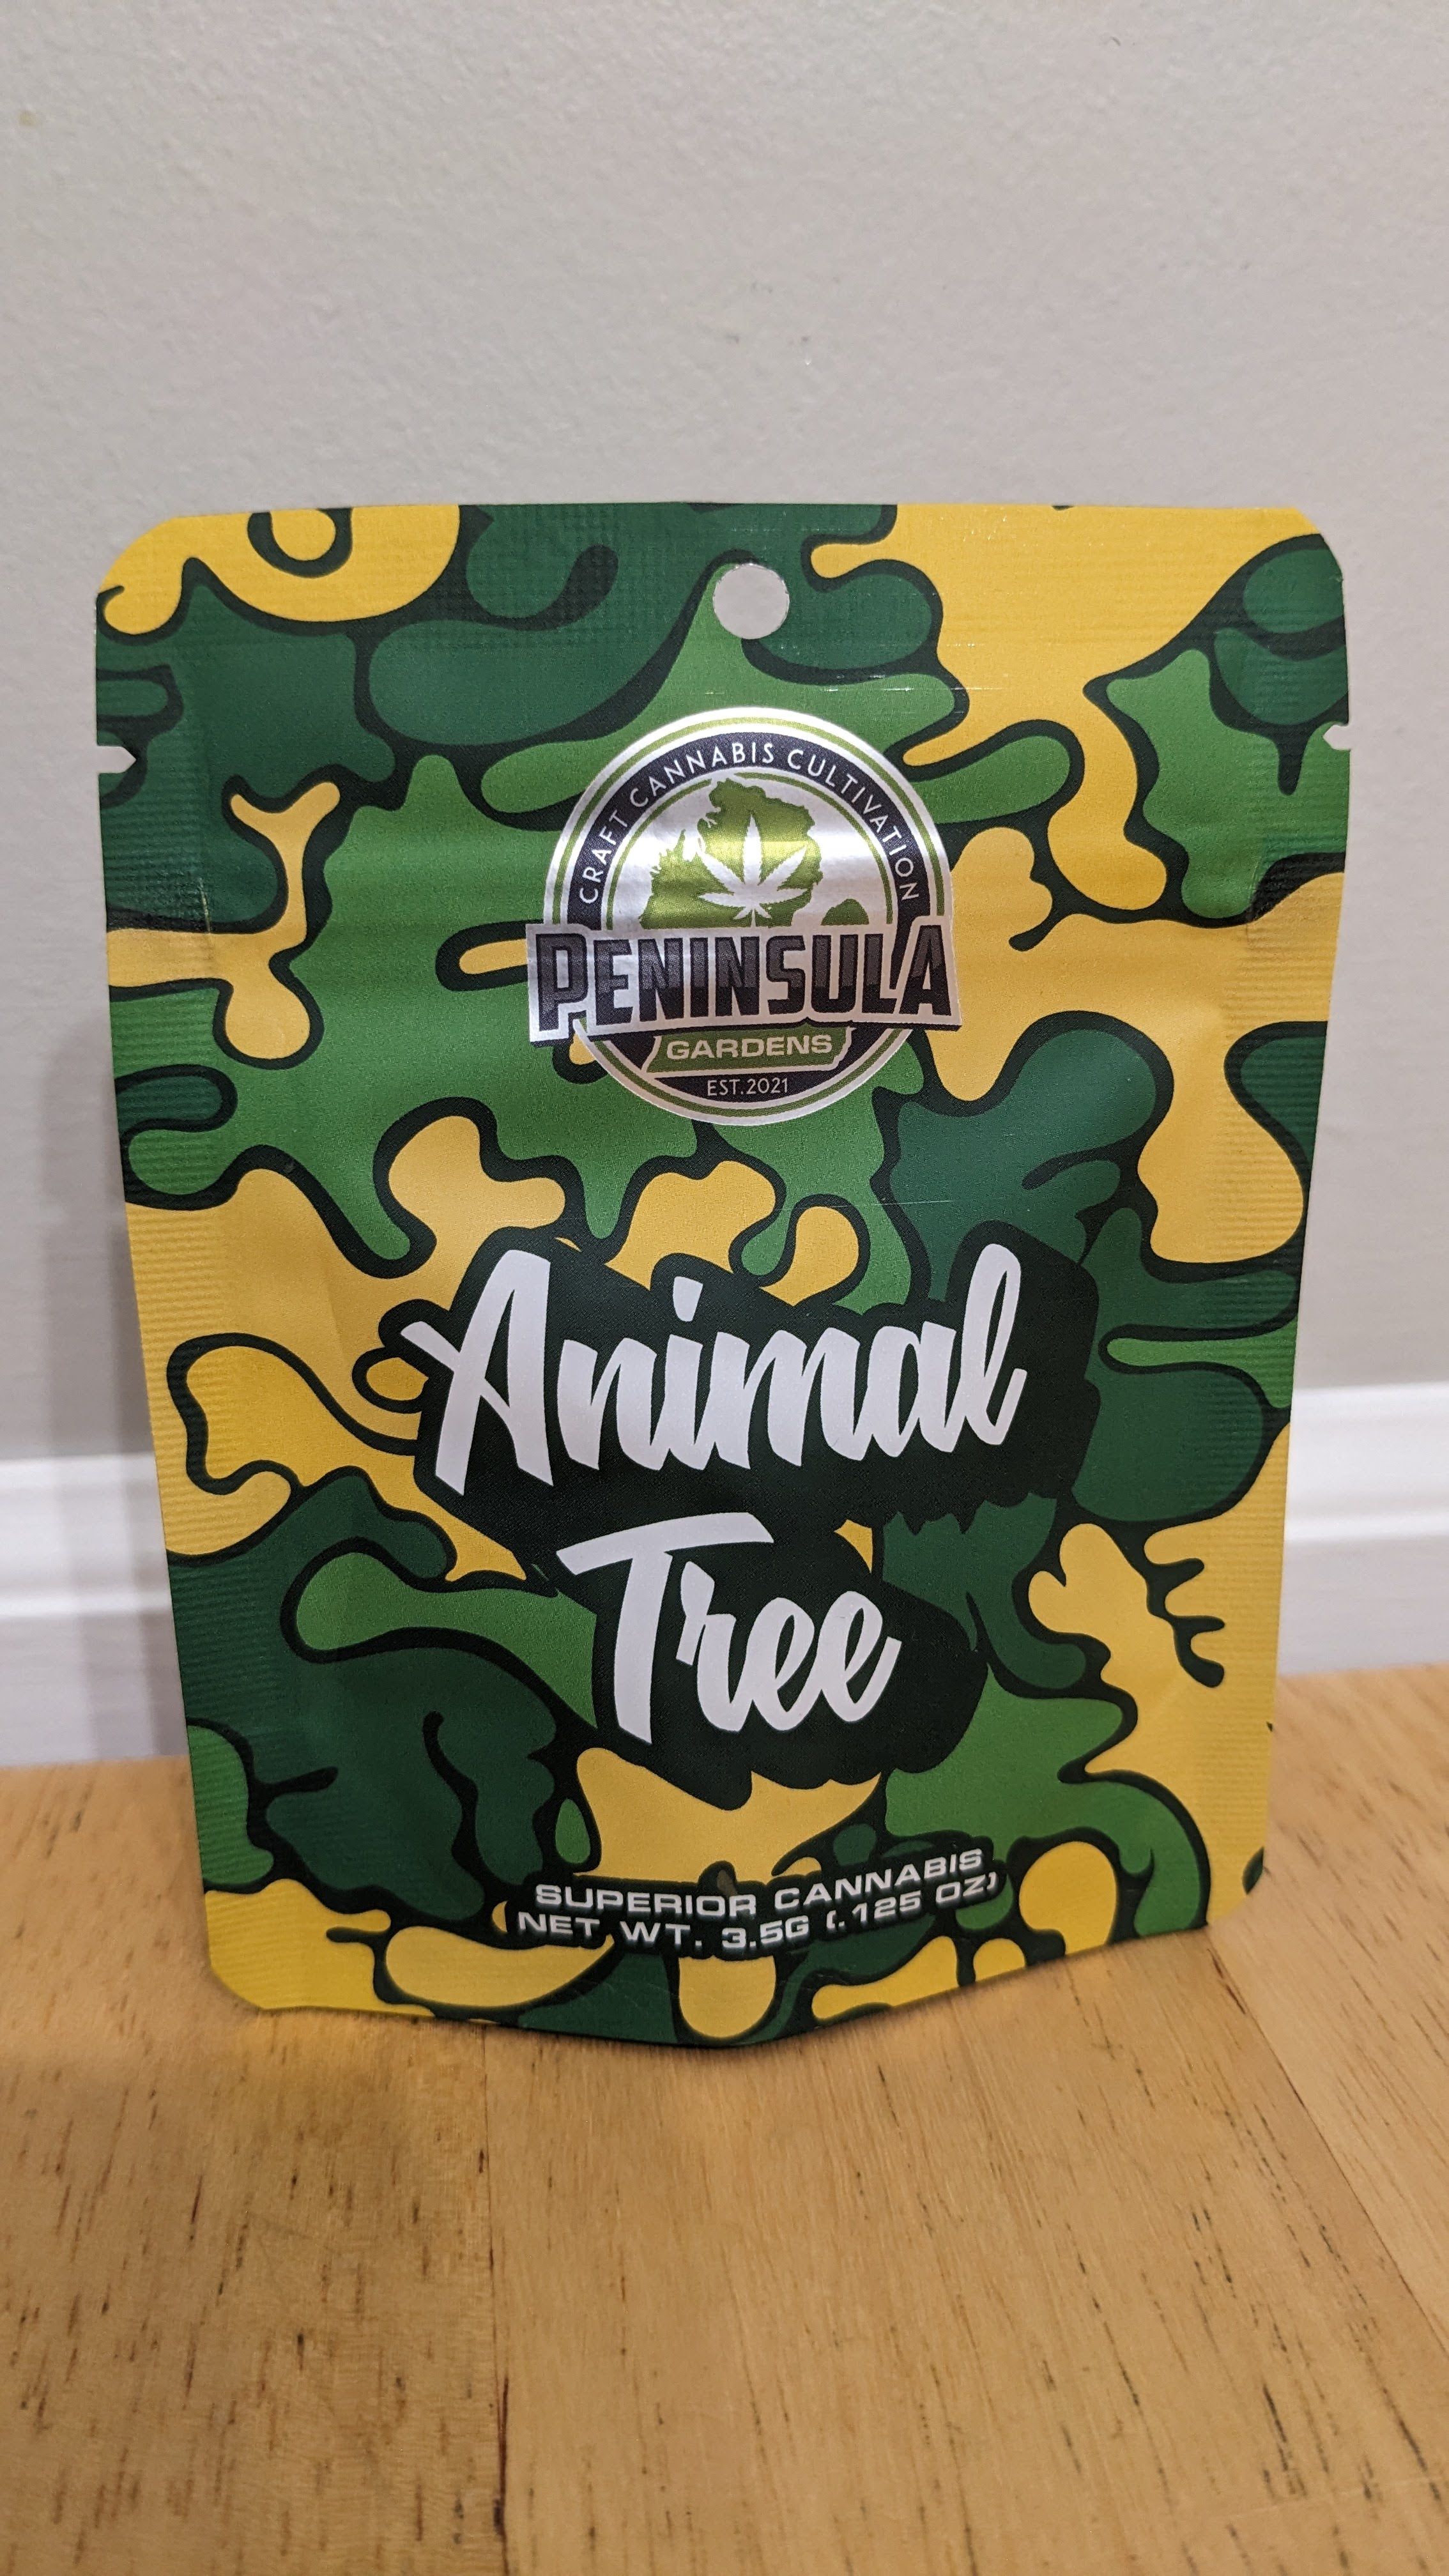 CRAFT CANNABIS CULTIVATION
PENINSULA
GARDENS
EST.2021
Animal
Tree
SUPERIOR CANNABIS
NET WT. 3.5G (.125 OZ)